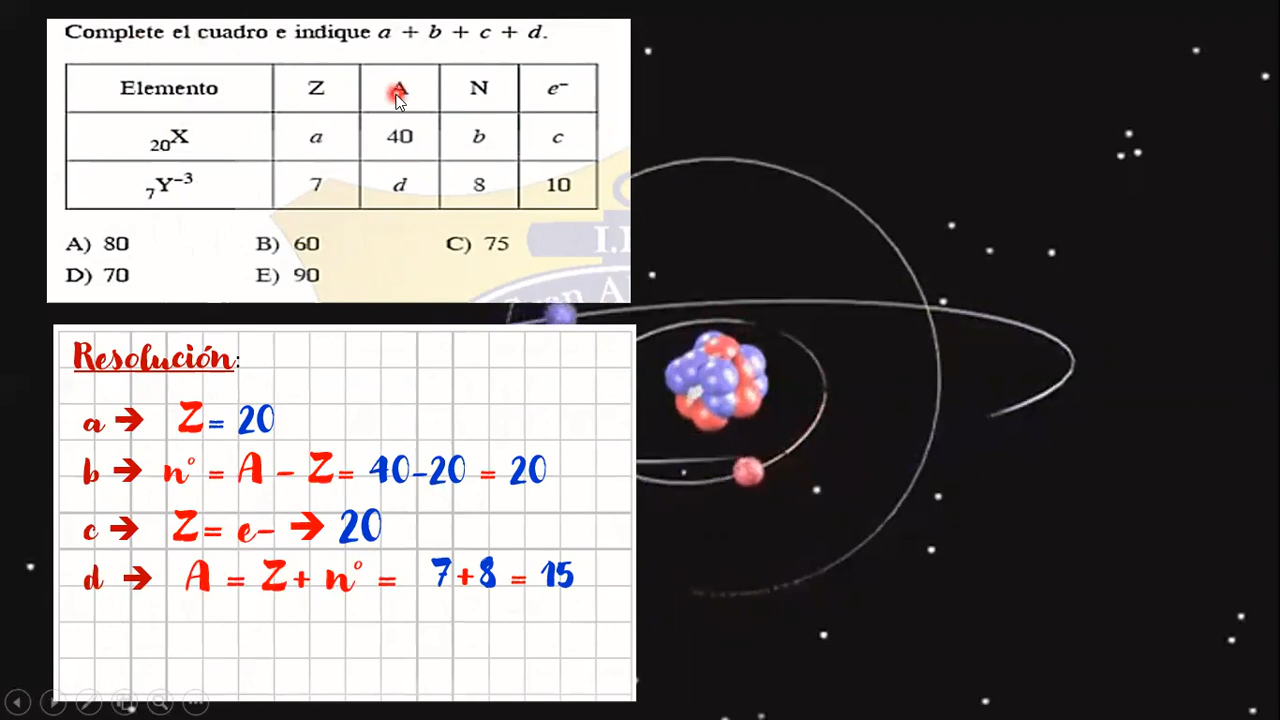 Complete el cuadro e indique a + b + c + d.
Elemento Z A N e⁻
₂₀X a 40 b c
₇Y⁻³ 7 d 8 10
A) 80 B) 60 C) 75
D) 70 E) 90
Resolución:
a → Z = 20
b → n° = A - Z = 40-20 = 20
c → Z = e- → 20
d → A = Z + n° = 7+8 = 15